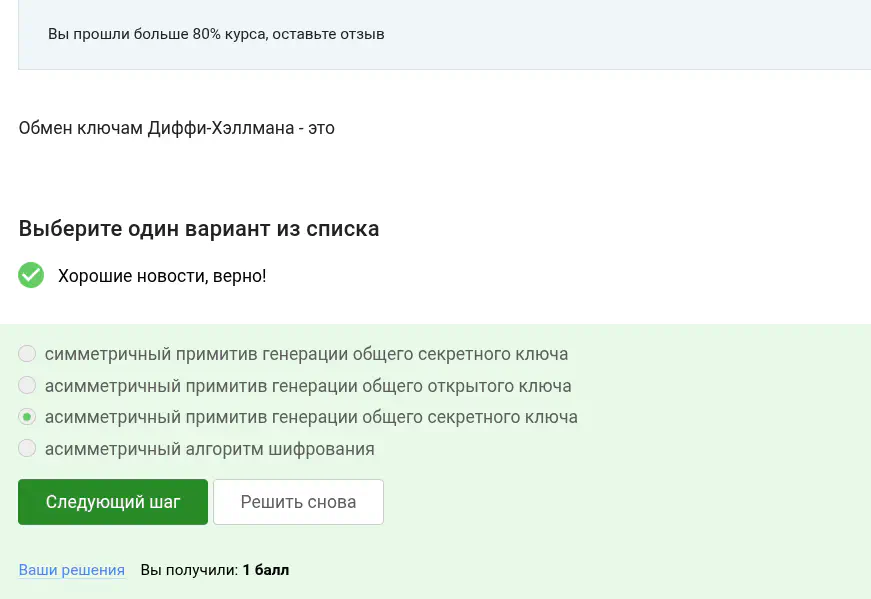 Вы прошли больше 80% курса, оставьте отзыв
Обмен ключам Диффи-Хэллмана - это
Выберите один вариант из списка
Хорошие новости, верно!
симметричный примитив генерации общего секретного ключа
асимметричный примитив генерации общего открытого ключа
асимметричный примитив генерации общего секретного ключа
асимметричный алгоритм шифрования
Следующий шаг Решить снова
Ваши решения Вы получили: 1 балл